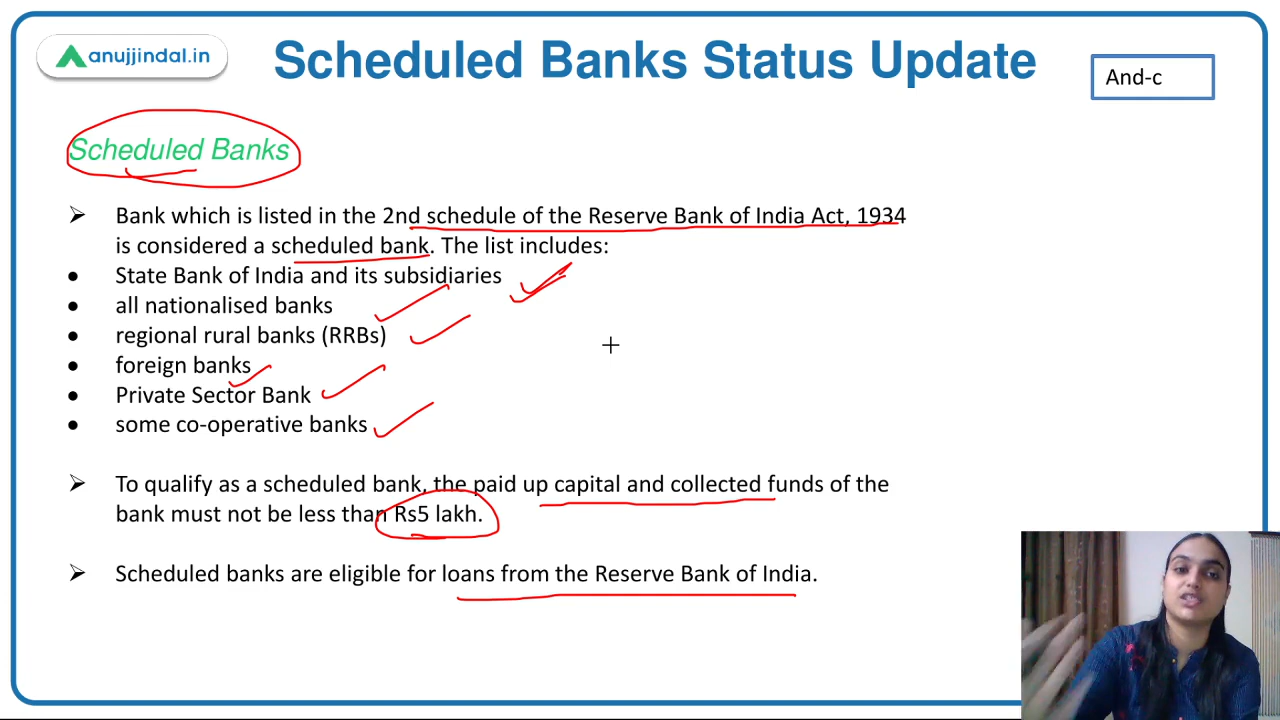 anujjindal.in
Scheduled Banks Status Update
And-c
Scheduled Banks
➢ Bank which is listed in the 2nd schedule of the Reserve Bank of India Act, 1934
is considered a scheduled bank. The list includes:
• State Bank of India and its subsidiaries
• all nationalised banks
• regional rural banks (RRBs)
• foreign banks
• Private Sector Bank
• some co-operative banks
➢ To qualify as a scheduled bank, the paid up capital and collected funds of the
bank must not be less than Rs5 lakh.
➢ Scheduled banks are eligible for loans from the Reserve Bank of India.